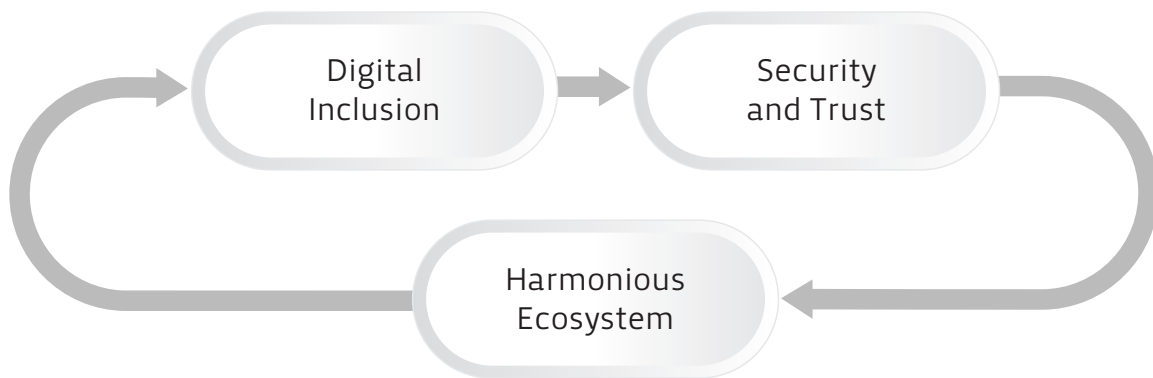 Digital
Inclusion
Security
and Trust
Harmonious
Ecosystem